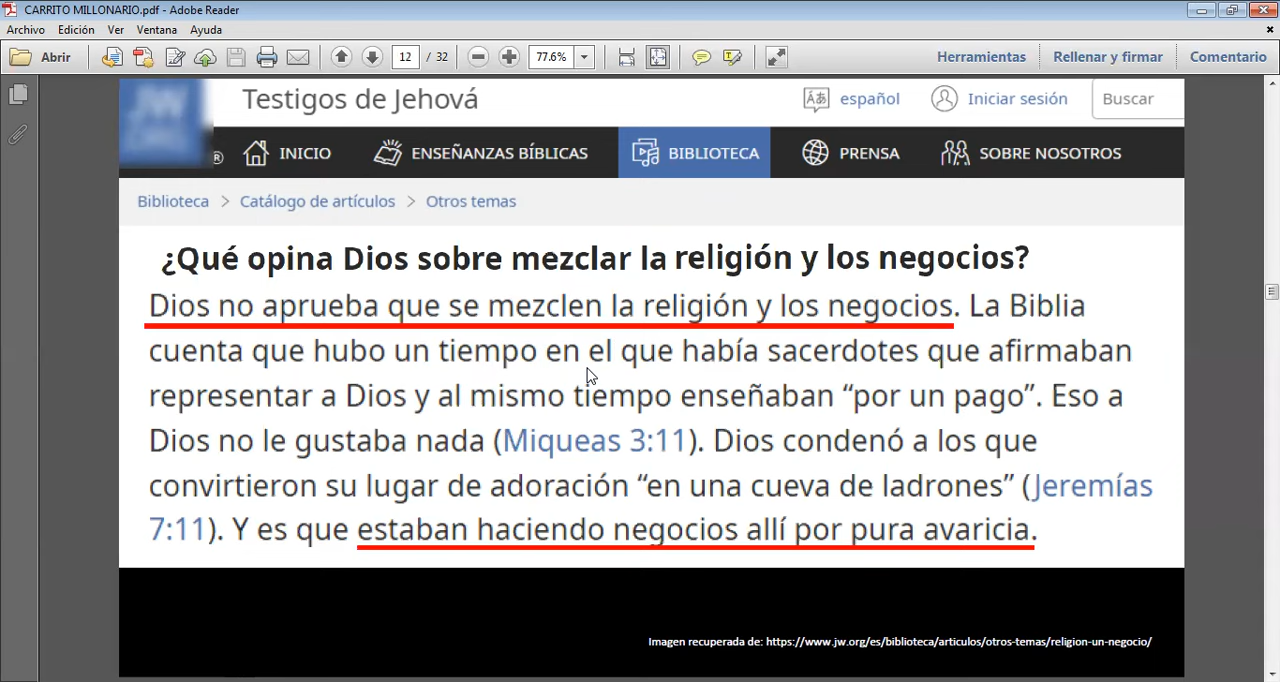 CARRITO MILLONARIO.pdf - Adobe Reader
Archivo Edición Ver Ventana Ayuda
Abrir 12 / 32 77.6% Herramientas Rellenar y firmar Comentario
Testigos de Jehová español Iniciar sesión Buscar
® INICIO ENSEÑANZAS BÍBLICAS BIBLIOTECA PRENSA SOBRE NOSOTROS
Biblioteca > Catálogo de artículos > Otros temas
¿Qué opina Dios sobre mezclar la religión y los negocios?
Dios no aprueba que se mezclen la religión y los negocios. La Biblia
cuenta que hubo un tiempo en el que había sacerdotes que afirmaban
representar a Dios y al mismo tiempo enseñaban “por un pago”. Eso a
Dios no le gustaba nada (Miqueas 3:11). Dios condenó a los que
convirtieron su lugar de adoración “en una cueva de ladrones” (Jeremías
7:11). Y es que estaban haciendo negocios allí por pura avaricia.
Imagen recuperada de: https://www.jw.org/es/biblioteca/articulos/otros-temas/religion-un-negocio/